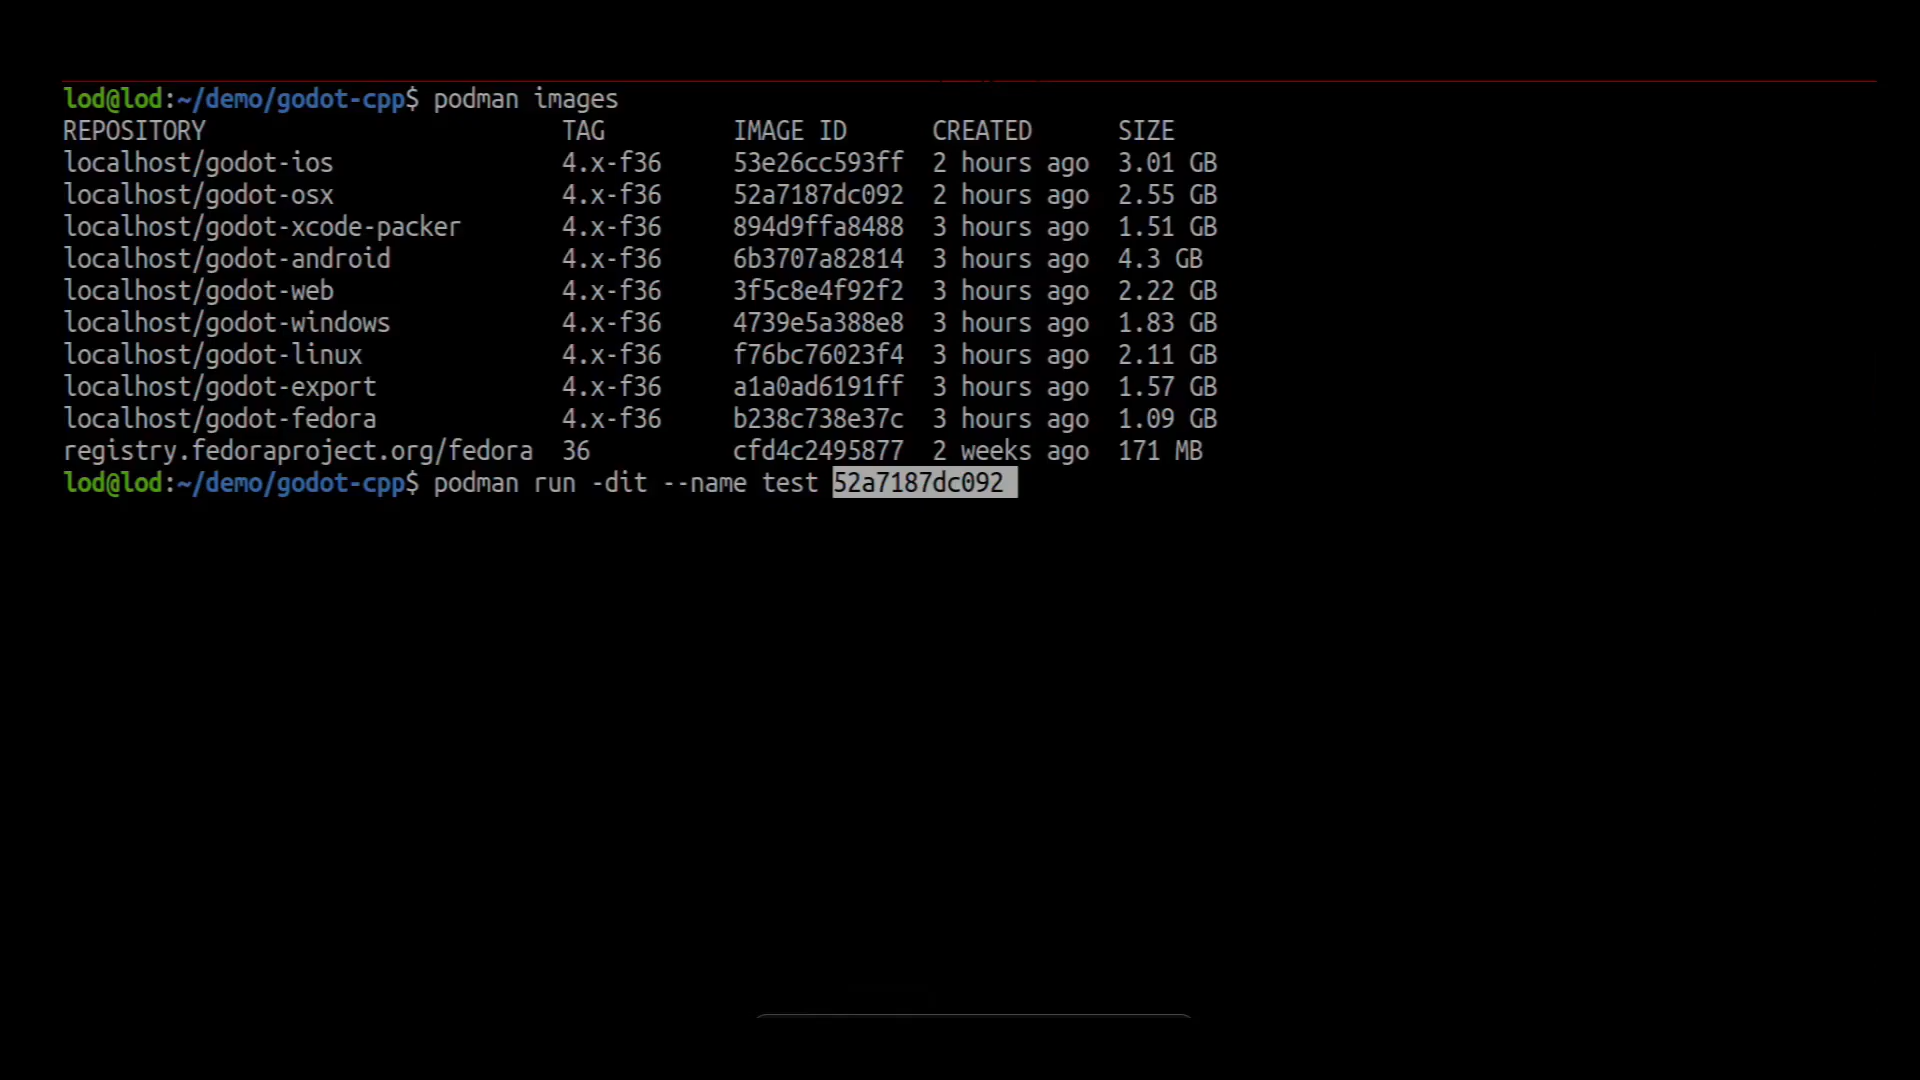 lod@lod:~/demo/godot-cpp$ podman images
REPOSITORY TAG IMAGE ID CREATED SIZE
localhost/godot-ios 4.x-f36 53e26cc593ff 2 hours ago 3.01 GB
localhost/godot-osx 4.x-f36 52a7187dc092 2 hours ago 2.55 GB
localhost/godot-xcode-packer 4.x-f36 894d9ffa8488 3 hours ago 1.51 GB
localhost/godot-android 4.x-f36 6b3707a82814 3 hours ago 4.3 GB
localhost/godot-web 4.x-f36 3f5c8e4f92f2 3 hours ago 2.22 GB
localhost/godot-windows 4.x-f36 4739e5a388e8 3 hours ago 1.83 GB
localhost/godot-linux 4.x-f36 f76bc76023f4 3 hours ago 2.11 GB
localhost/godot-export 4.x-f36 a1a0ad6191ff 3 hours ago 1.57 GB
localhost/godot-fedora 4.x-f36 b238c738e37c 3 hours ago 1.09 GB
registry.fedoraproject.org/fedora 36 cfd4c2495877 2 weeks ago 171 MB
lod@lod:~/demo/godot-cpp$ podman run -dit --name test 52a7187dc092